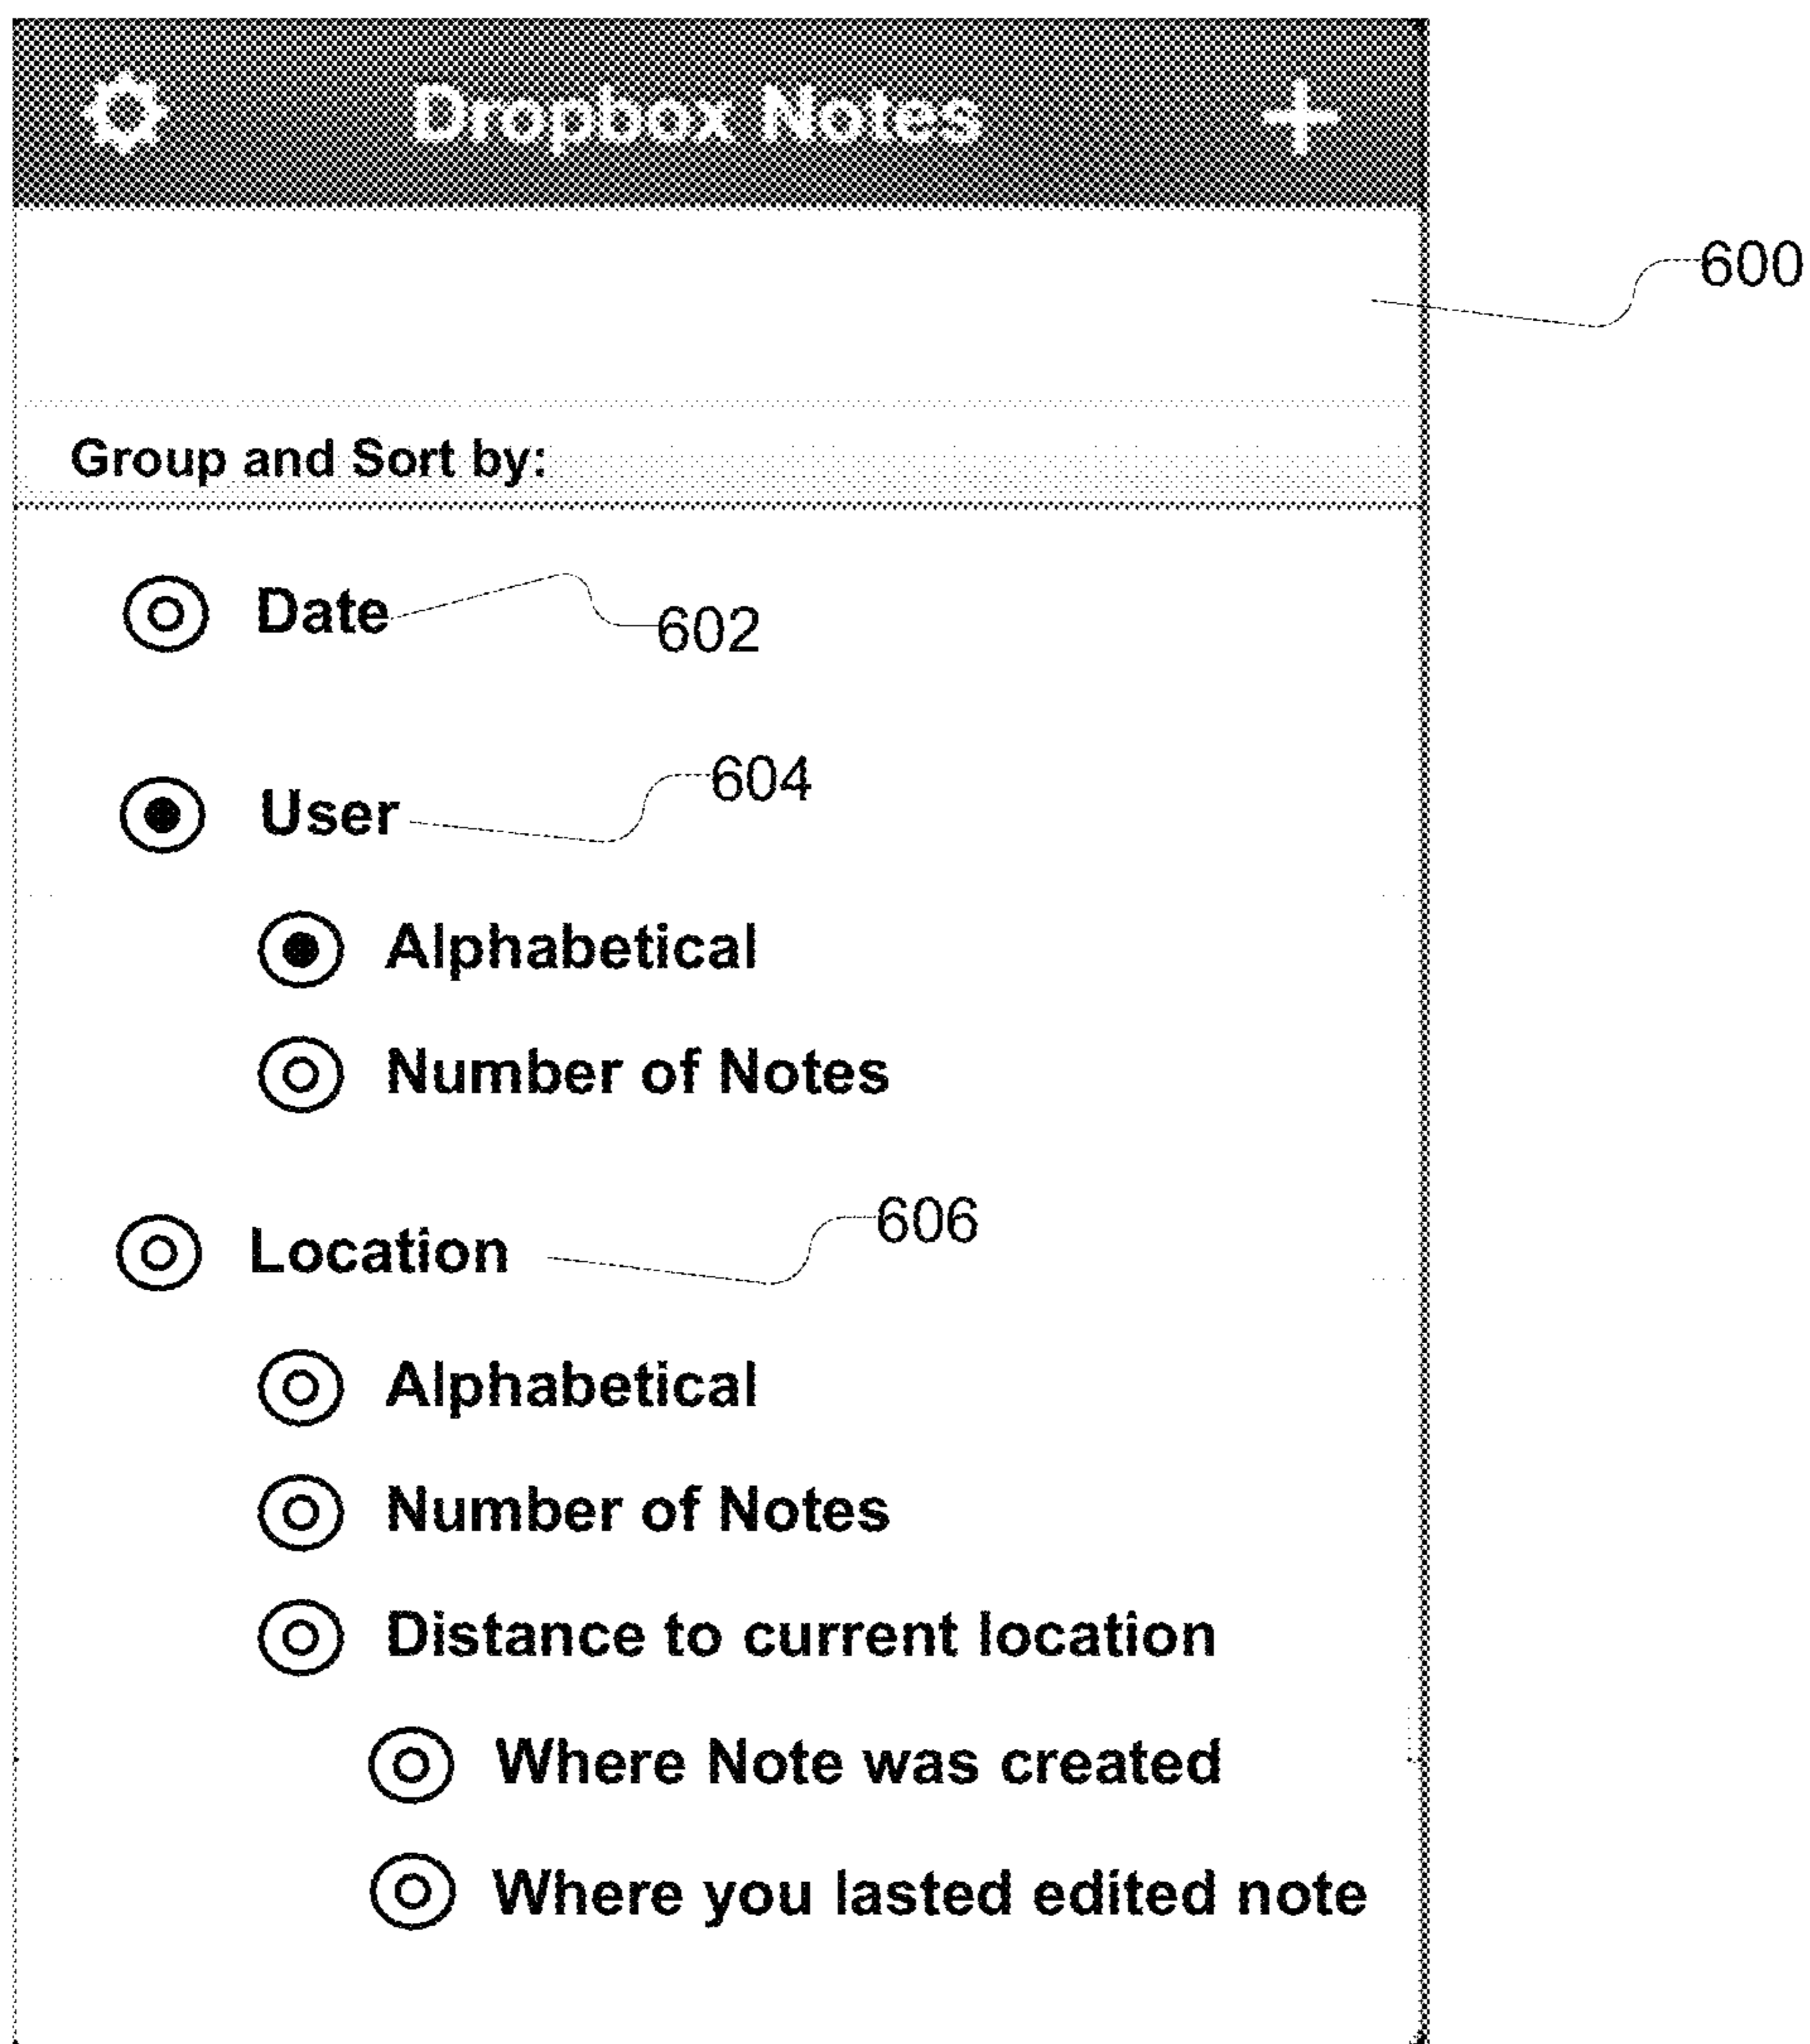 Dropbox Notes
600
Group and Sort by:
Date
602
604
User
Alphabetical
Number of Notes
606
Location
Alphabetical
Number of Notes
Distance to current location
Where Note was created
Where you lasted edited note